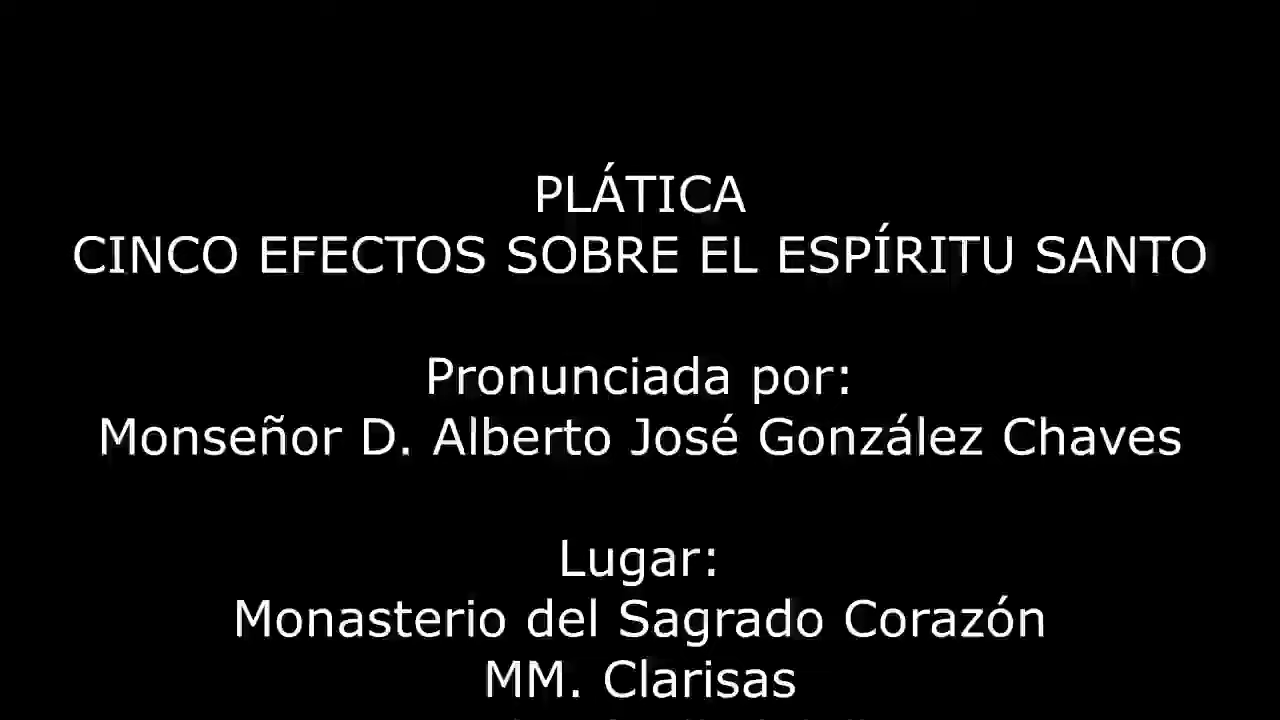 PLÁTICA
CINCO EFECTOS SOBRE EL ESPÍRITU SANTO
Pronunciada por:
Monseñor D. Alberto José González Chaves
Lugar:
Monasterio del Sagrado Corazón
MM. Clarisas